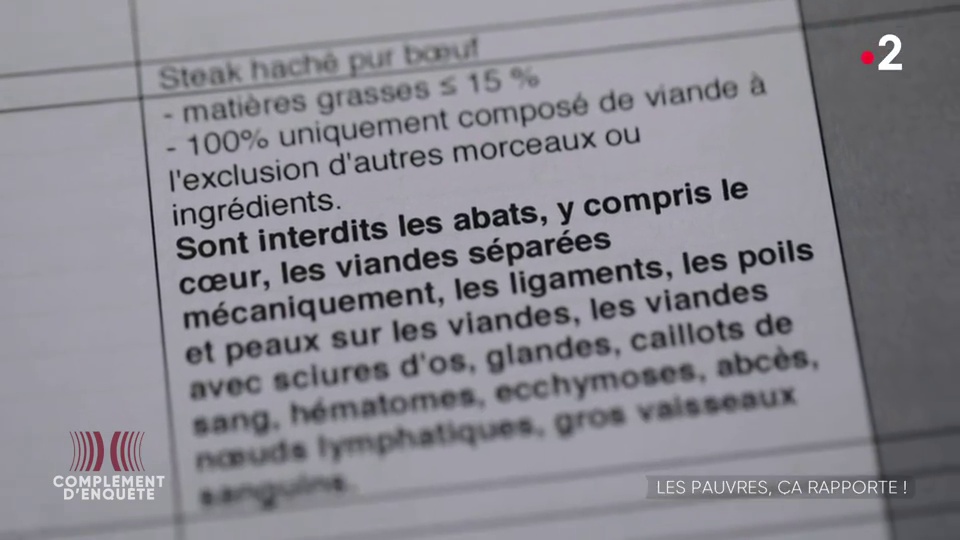 2
Steak haché pur bœuf
- matières grasses ≤ 15 %
- 100% uniquement composé de viande à
l'exclusion d'autres morceaux ou
ingrédients.
Sont interdits les abats, y compris le
cœur, les viandes séparées
mécaniquement, les ligaments, les poils
et peaux sur les viandes, les viandes
avec sciures d'os, glandes, caillots de
sang, hématomes, ecchymoses, abcès,
nœuds lymphatiques, gros vaisseaux
sanguins.
COMPLÉMENT
D'ENQUÊTE
LES PAUVRES, ÇA RAPPORTE !